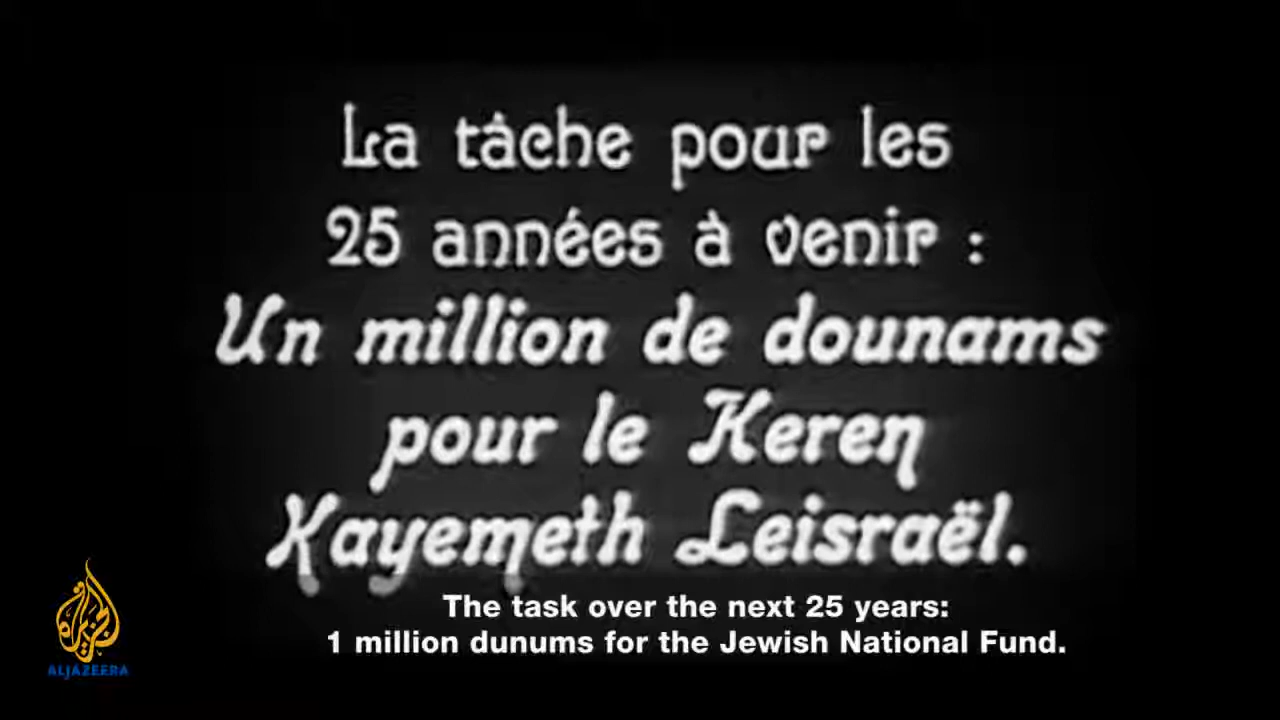 La tâche pour les
25 années à venir :
Un million de dounams
pour le Keren
Kayemeth Leisraël.
The task over the next 25 years:
1 million dunums for the Jewish National Fund.
الجزيرة
ALJAZEERA